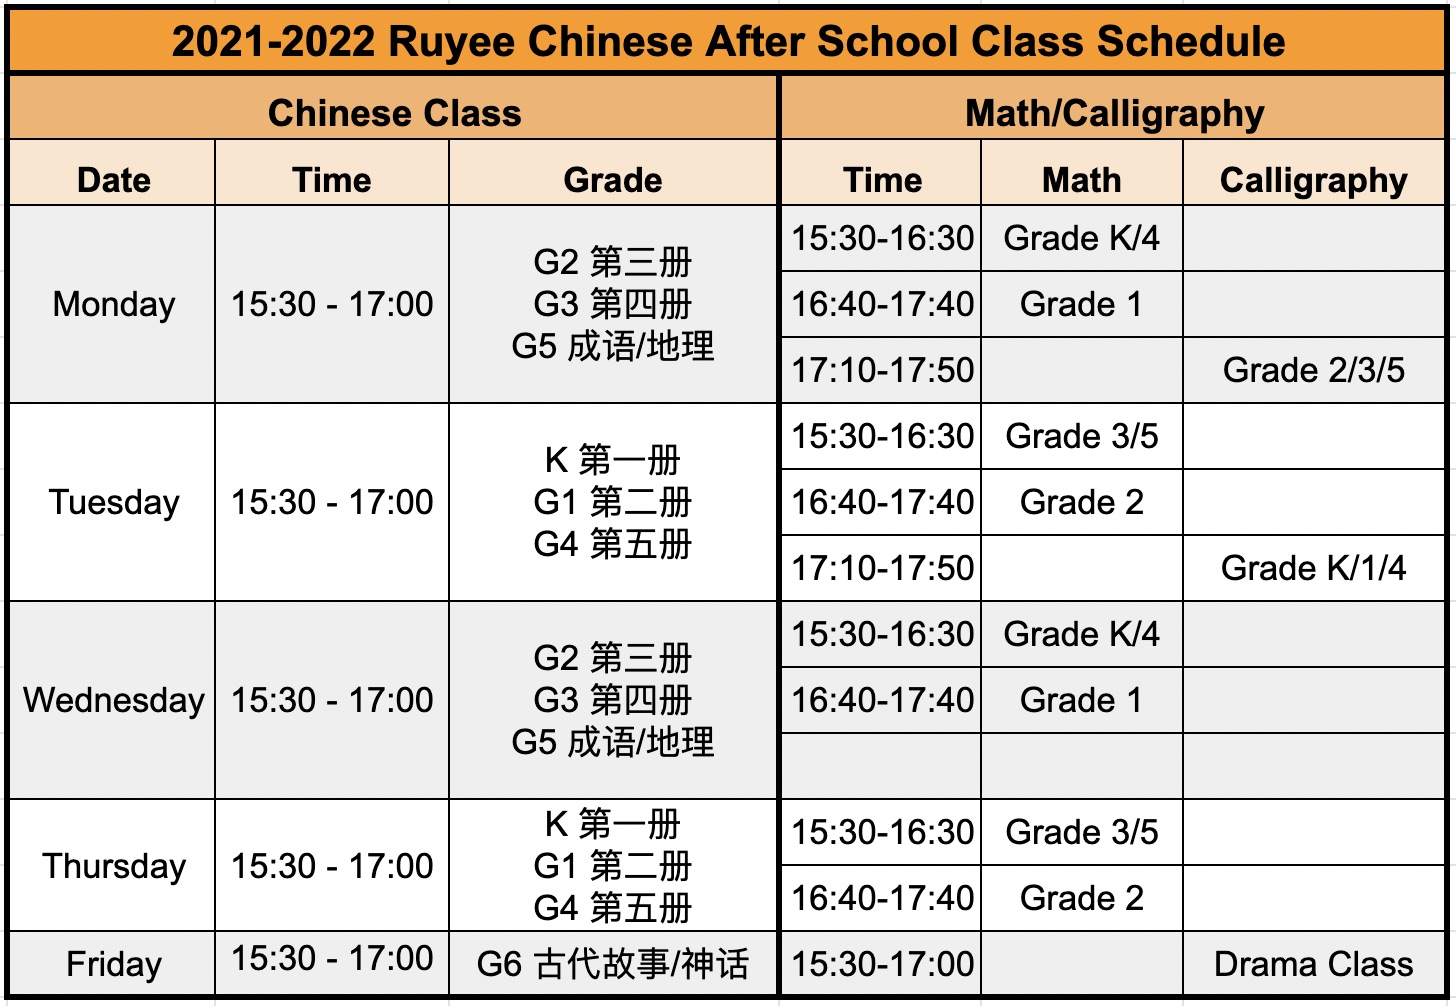 2021-2022 Ruyee Chinese After School Class Schedule
Chinese Class
Math/Calligraphy
Date
Time
Grade
Time
Math
Calligraphy
Monday
15:30 - 17:00
G2 第三册
G3 第四册
G5 成语/地理
15:30-16:30
Grade K/4
16:40-17:40
Grade 1
17:10-17:50
Grade 2/3/5
Tuesday
15:30 - 17:00
K 第一册
G1 第二册
G4 第五册
15:30-16:30
Grade 3/5
16:40-17:40
Grade 2
17:10-17:50
Grade K/1/4
Wednesday
15:30 - 17:00
G2 第三册
G3 第四册
G5 成语/地理
15:30-16:30
Grade K/4
16:40-17:40
Grade 1
Thursday
15:30 - 17:00
K 第一册
G1 第二册
G4 第五册
15:30-16:30
Grade 3/5
16:40-17:40
Grade 2
Friday
15:30 - 17:00
G6 古代故事/神话
15:30-17:00
Drama Class